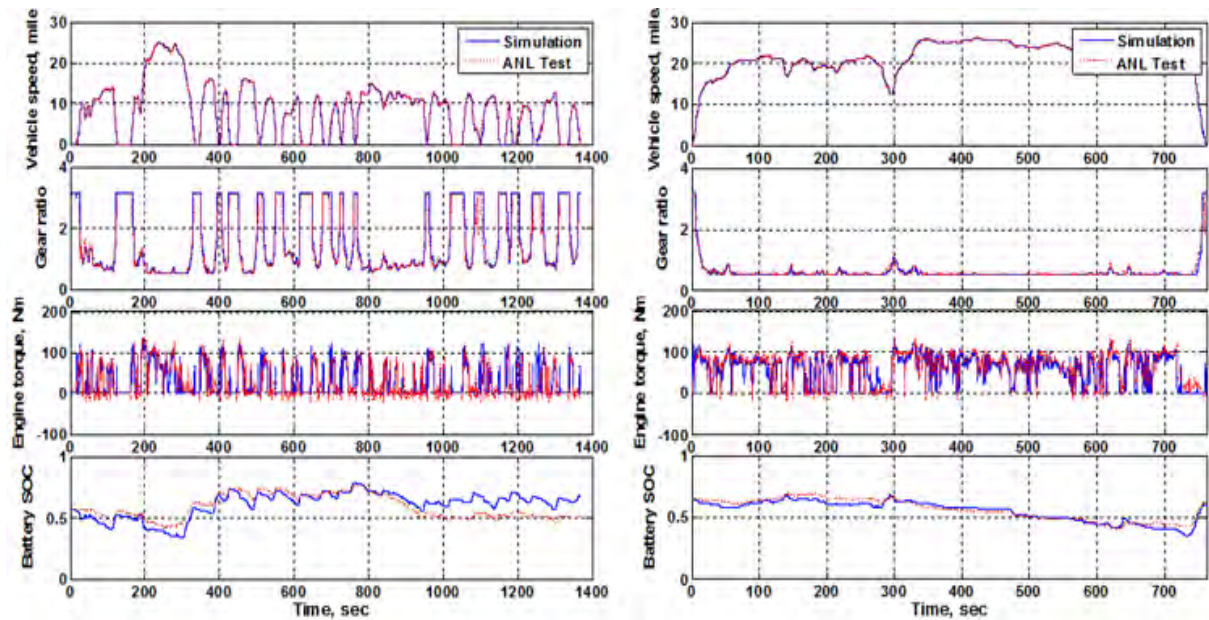 Vehicle speed, mile
30
20
10
0
Simulation
ANL Test
0 200 400 600 800 1000 1200 1400
Gear ratio
4
2
0
0 200 400 600 800 1000 1200 1400
Engine torque, Nm
200
100
0
-100
0 200 400 600 800 1000 1200 1400
Battery SOC
1
0.5
0
0 200 400 600 800 1000 1200 1400
Time, sec
Vehicle speed, mile
30
20
10
0
Simulation
ANL Test
0 100 200 300 400 500 600 700
Gear ratio
4
2
0
0 100 200 300 400 500 600 700
Engine torque, Nm
200
100
0
-100
0 100 200 300 400 500 600 700
Battery SOC
1
0.5
0
0 100 200 300 400 500 600 700
Time, sec